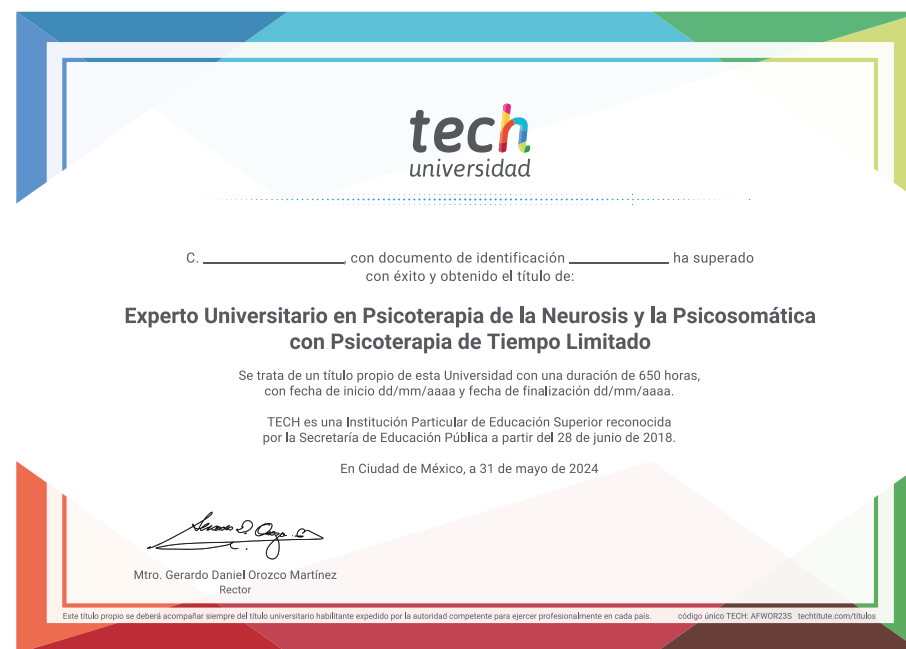 tech
universidad
C. ____________, con documento de identificación ____________ ha superado
con éxito y obtenido el título de:
Experto Universitario en Psicoterapia de la Neurosis y la Psicosomática
con Psicoterapia de Tiempo Limitado
Se trata de un título propio de esta Universidad con una duración de 650 horas,
con fecha de inicio dd/mm/aaaa y fecha de finalización dd/mm/aaaa.
TECH es una Institución Particular de Educación Superior reconocida
por la Secretaría de Educación Pública a partir del 28 de junio de 2018.
En Ciudad de México, a 31 de mayo de 2024
Mtro. Gerardo Daniel Orozco Martínez
Rector
Este título propio se deberá acompañar siempre del título universitario habilitante expedido por la autoridad competente para ejercer profesionalmente en cada país. código único TECH: AFWOR23S techtitute.com/titulos